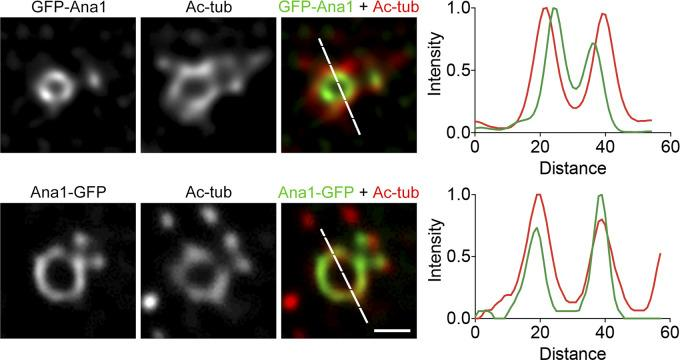 GFP-Ana1 Ac-tub GFP-Ana1 + Ac-tub
1.0
0.5
0.0
Intensity
0 20 40 60
Distance
Ana1-GFP Ac-tub Ana1-GFP + Ac-tub
1.0
0.5
0.0
Intensity
0 20 40 60
Distance